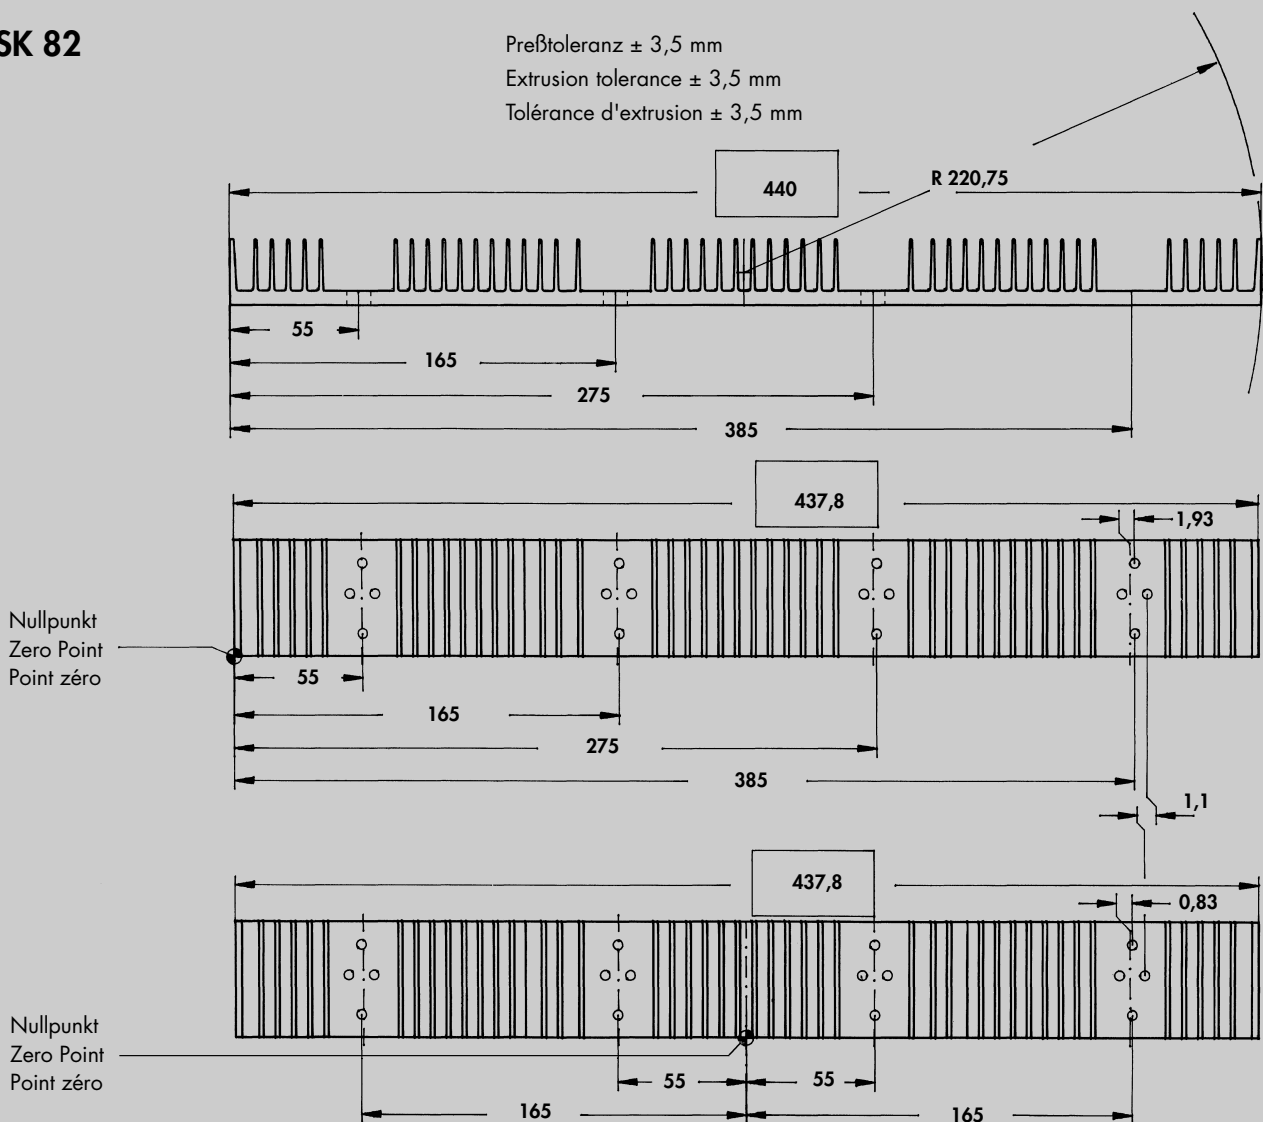 SK 82
Preßtoleranz ± 3,5 mm
Extrusion tolerance ± 3,5 mm
Tolérance d'extrusion ± 3,5 mm
440
R 220,75
55
165
275
385
437,8
1,93
Nullpunkt
Zero Point
Point zéro
55
165
275
385
1,1
437,8
0,83
Nullpunkt
Zero Point
Point zéro
55
55
165
165